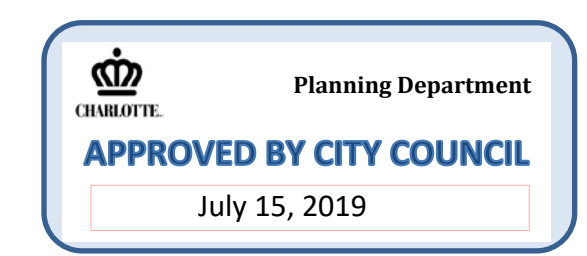 Planning Department
CHARLOTTE.
APPROVED BY CITY COUNCIL
July 15, 2019